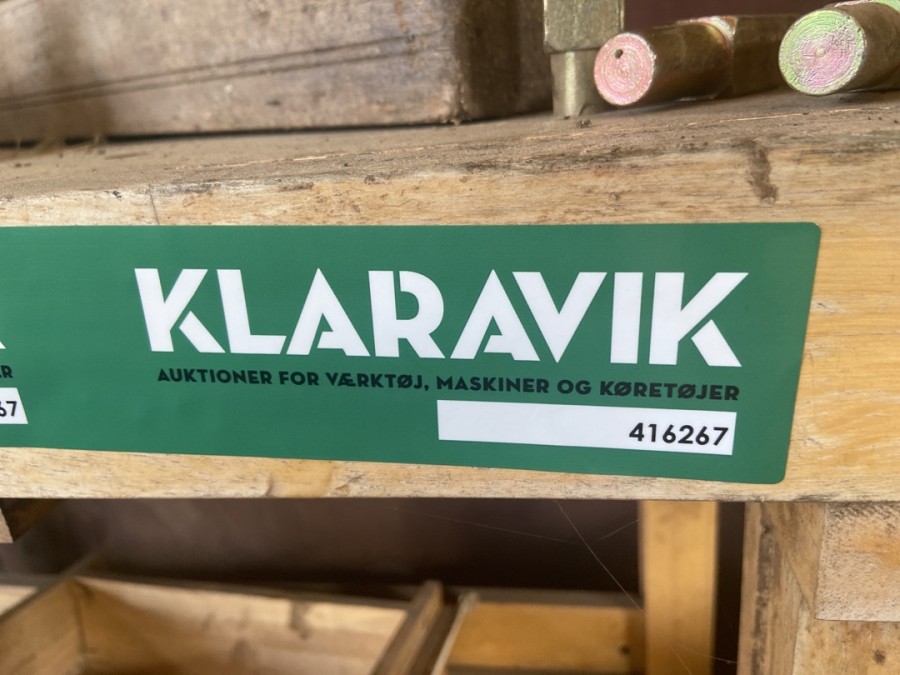 KLARAVIK
AUKTIONER FOR VÆRKTØJ, MASKINER OG KØRETØJER
416267